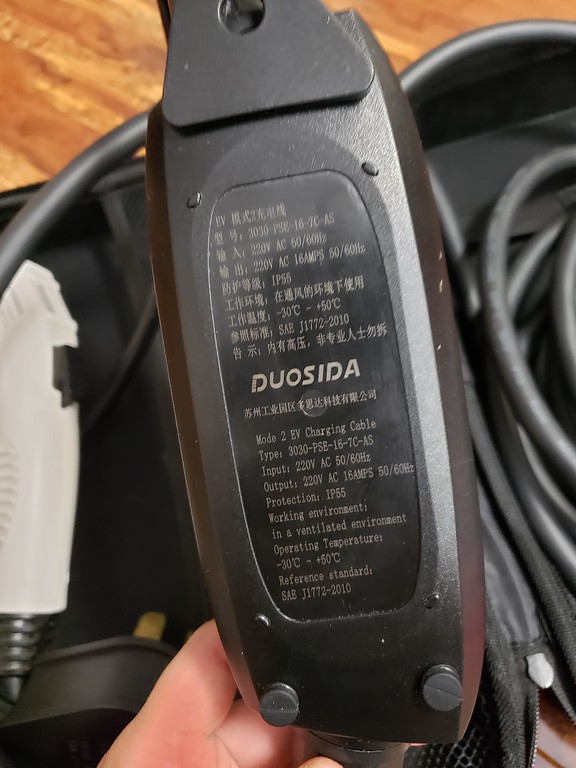 EV 模式2充电线
型号: 3030-PSE-16-7C-AS
输入: 220V AC 50/60Hz
输出: 220V AC 16AMPS 50/60Hz
防护等级: IP55
工作环境: 在通风的环境下使用
工作温度: -30℃ - +50℃
参照标准: SAE J1772-2010
告 示: 内有高压, 非专业人士勿拆
DUOSIDA
苏州工业园区多思达科技有限公司
Mode 2 EV Charging Cable
Type: 3030-PSE-16-7C-AS
Input: 220V AC 50/60Hz
Output: 220V AC 16AMPS 50/60Hz
Protection: IP55
Working environment:
in a ventilated environment
Operating Temperature:
-30℃ - +50℃
Reference standard:
SAE J1772-2010